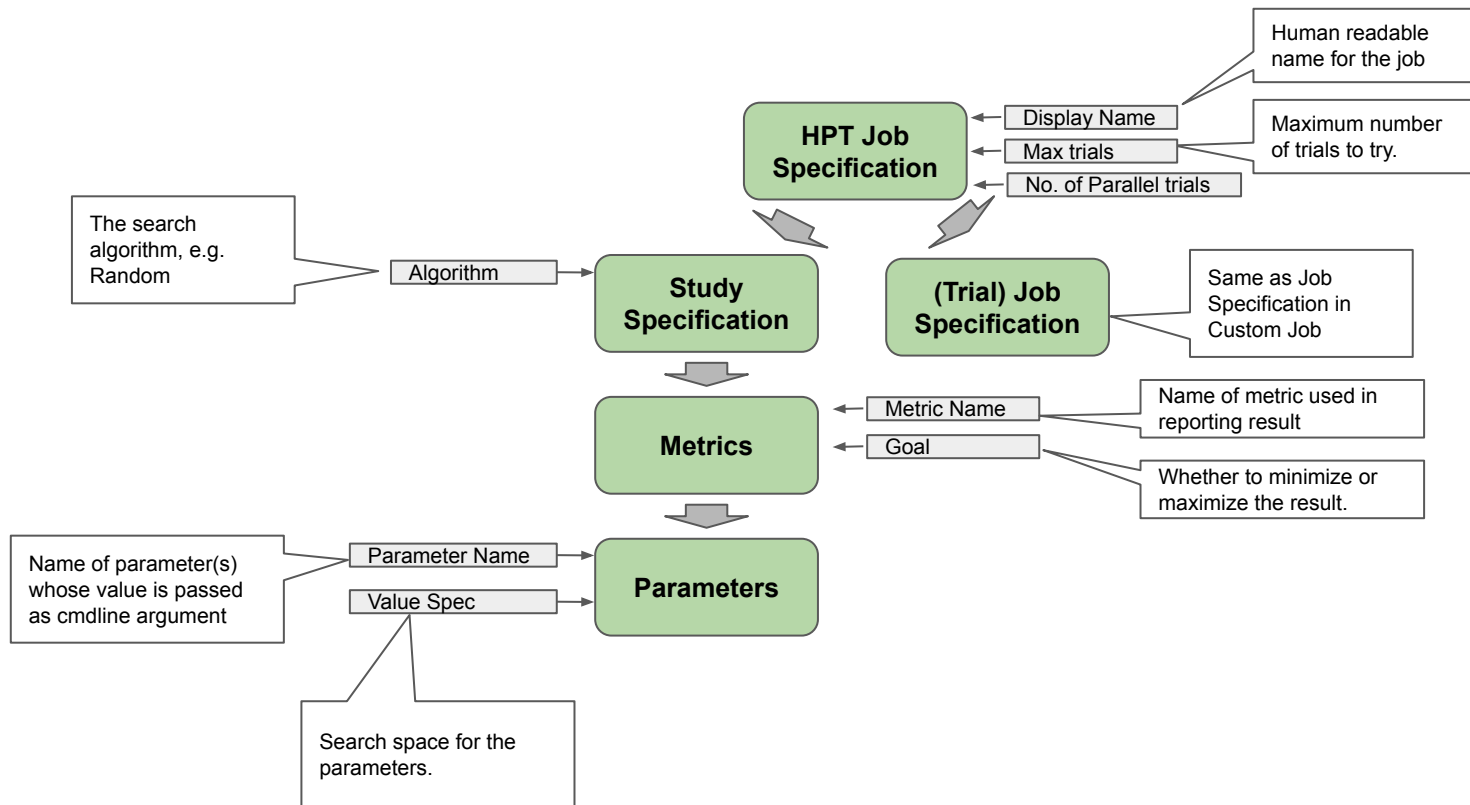 Human readable
name for the job
HPT Job
Specification
Display Name
Max trials
No. of Parallel trials
Maximum number
of trials to try.
The search
algorithm, e.g.
Random
Algorithm
Study
Specification
(Trial) Job
Specification
Same as Job
Specification in
Custom Job
Metrics
Metric Name
Goal
Name of metric used in
reporting result
Whether to minimize or
maximize the result.
Name of parameter(s)
whose value is passed
as cmdline argument
Parameter Name
Value Spec
Parameters
Search space for the
parameters.